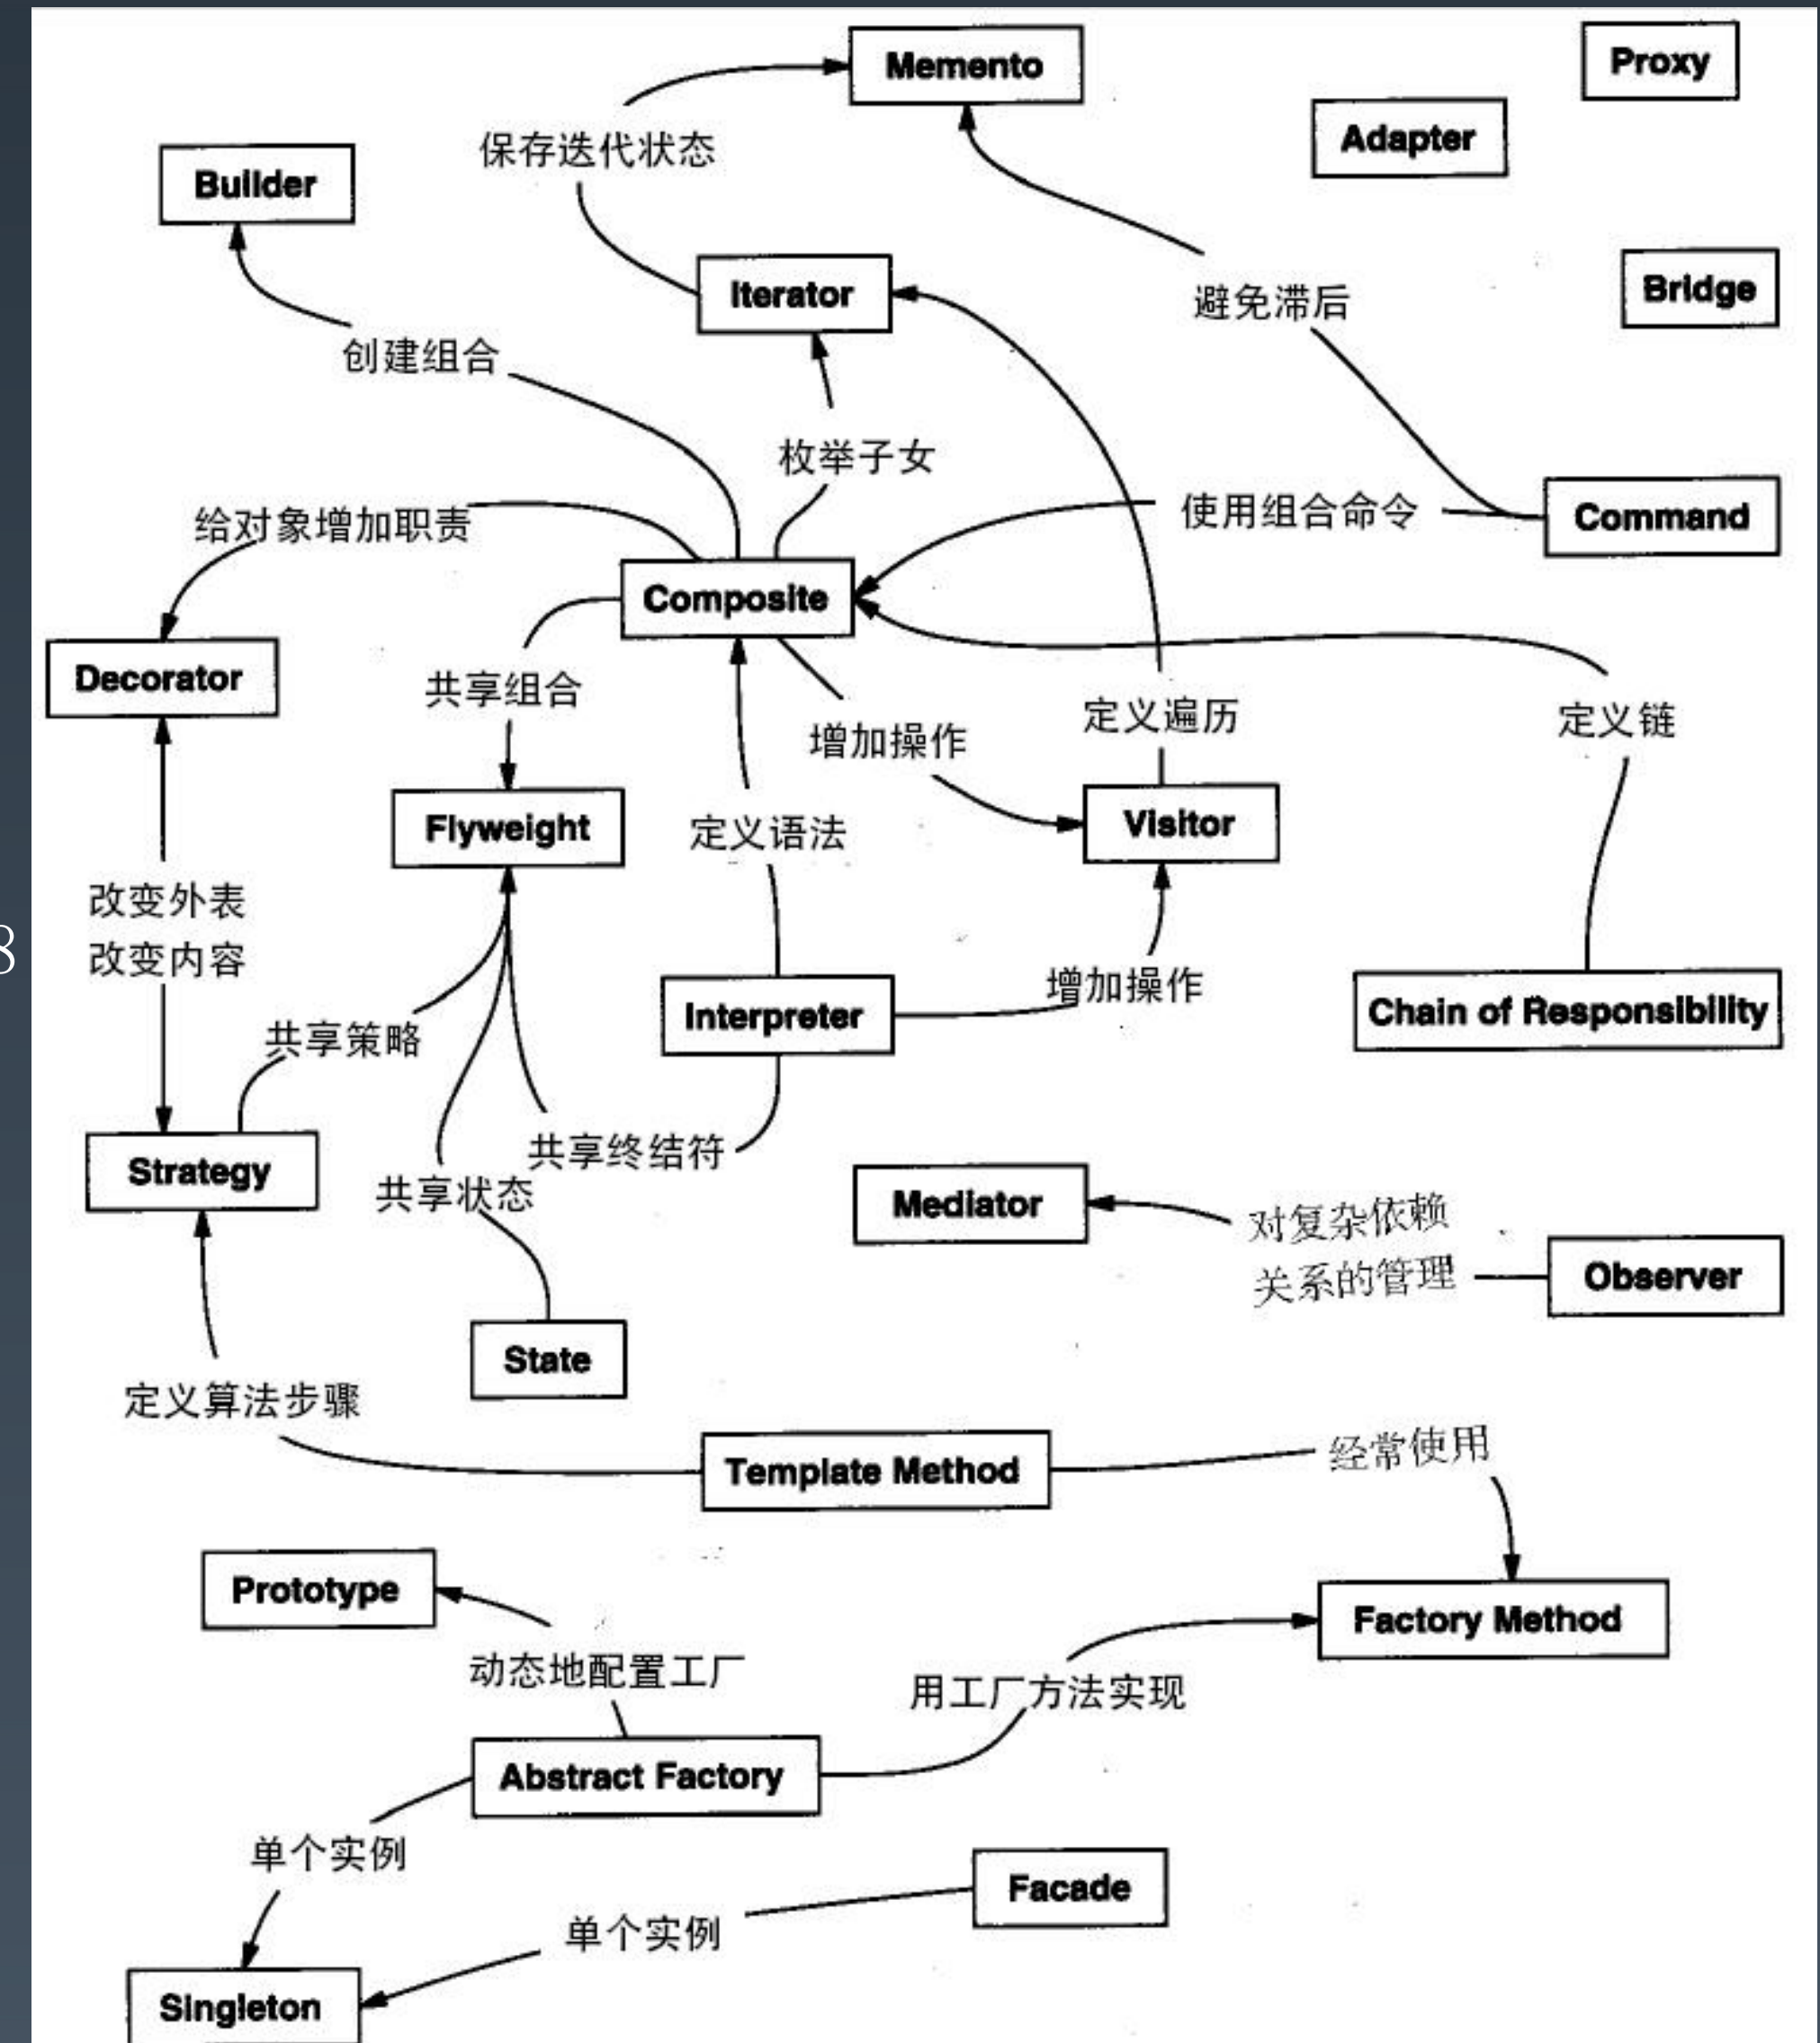 Memento
Proxy
Adapter
保存迭代状态
Builder
Iterator
Bridge
避免滞后
创建组合
枚举子女
给对象增加职责
使用组合命令
Command
Composite
Decorator
共享组合
增加操作
定义遍历
定义链
Flyweight
定义语法
Visitor
改变外表
改变内容
8
共享策略
Interpreter
增加操作
Chain of Responsibility
Strategy
共享终结符
共享状态
Mediator
对复杂依赖
关系的管理
Observer
State
定义算法步骤
Template Method
经常使用
Prototype
Factory Method
动态地配置工厂
用工厂方法实现
Abstract Factory
单个实例
Facade
单个实例
Singleton